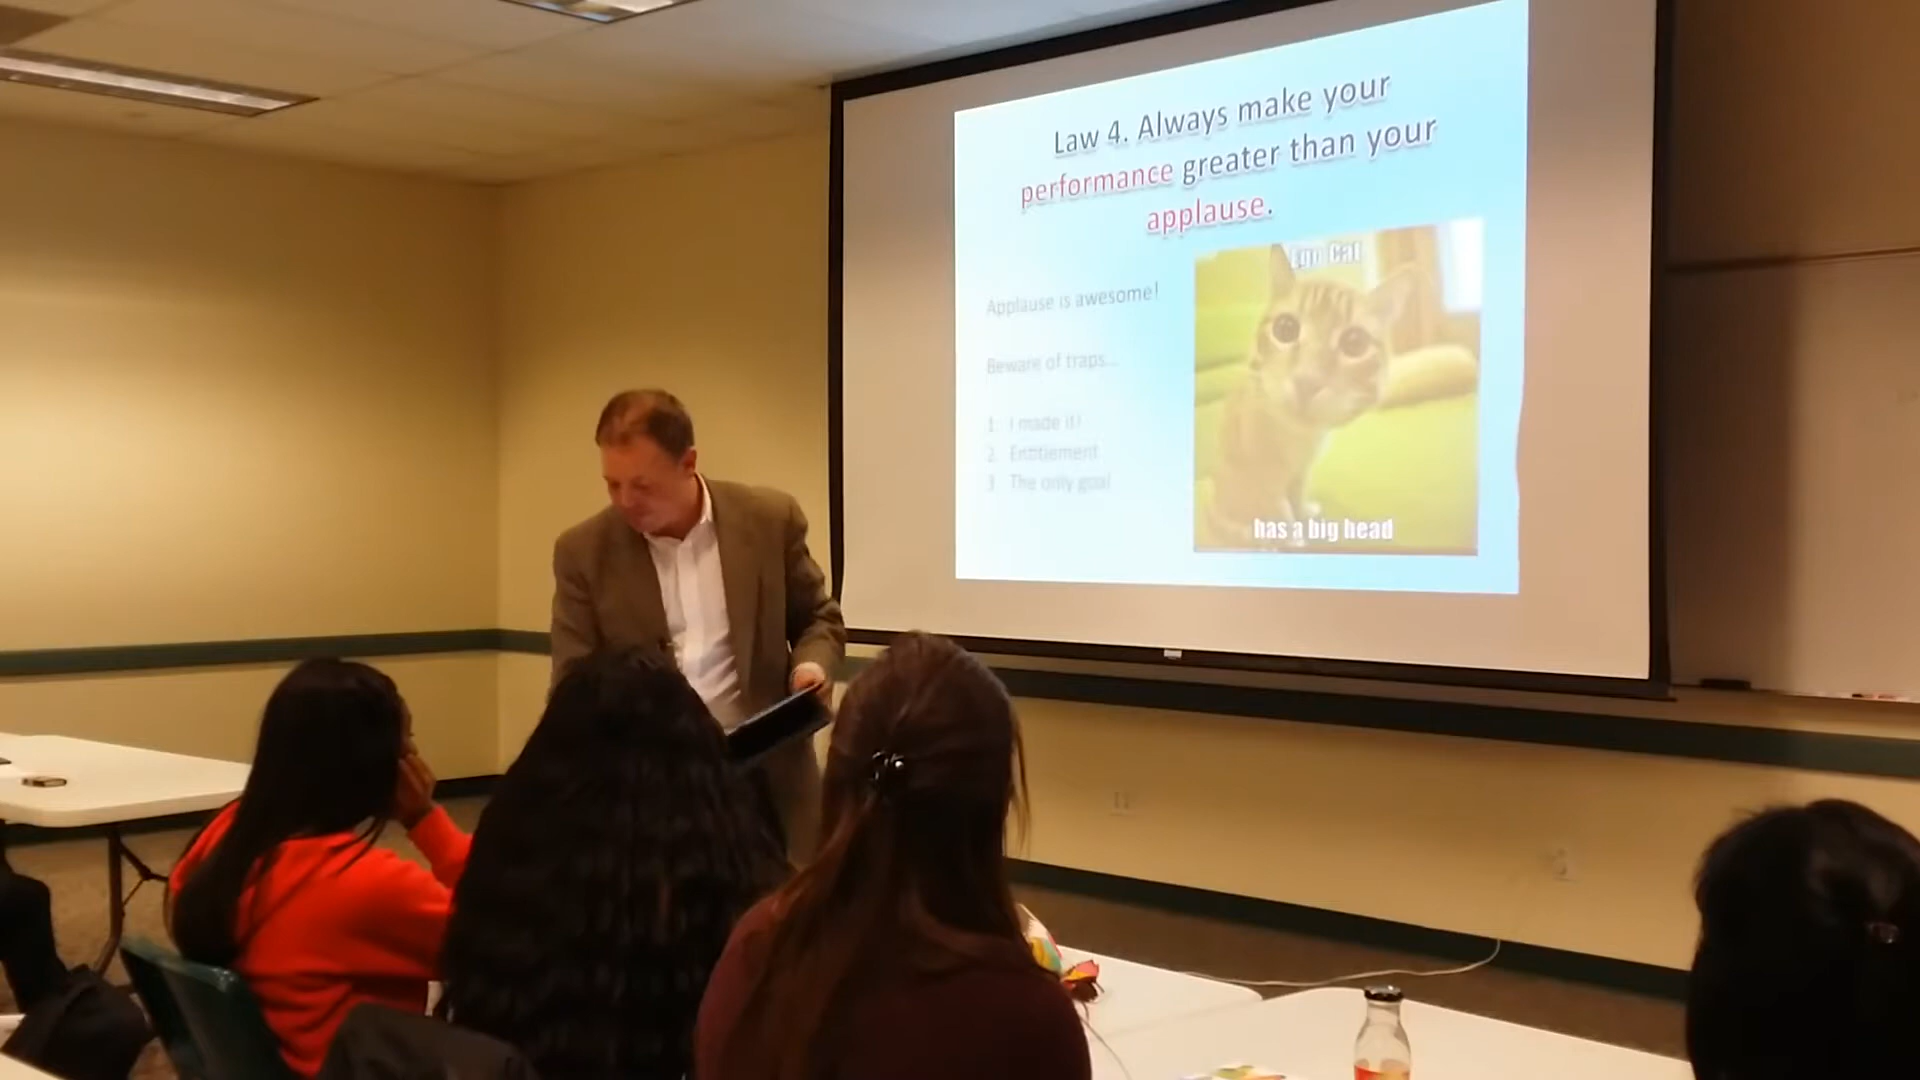 Law 4. Always make your
performance greater than your
applause.
Ego Cat
Applause is awesome!
Beware of traps...
1. I made it!
2. Entitlement
3. The only goal
has a big head